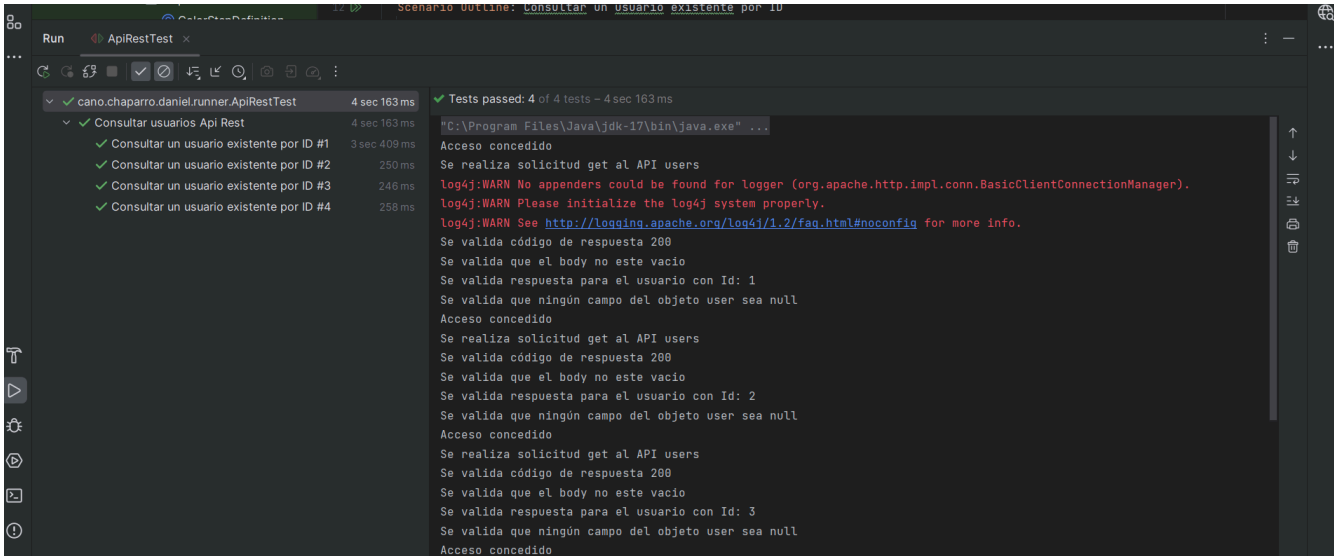 12 Scenario Outline: Consultar un usuario existente por ID
ColorStepDefinition
Run ApiRestTest ×
cano.chaparro.daniel.runner.ApiRestTest 4 sec 163 ms
Consultar usuarios Api Rest 4 sec 163 ms
Consultar un usuario existente por ID #1 3 sec 409 ms
Consultar un usuario existente por ID #2 250 ms
Consultar un usuario existente por ID #3 246 ms
Consultar un usuario existente por ID #4 258 ms
Tests passed: 4 of 4 tests – 4 sec 163 ms
"C:\Program Files\Java\jdk-17\bin\java.exe" ...
Acceso concedido
Se realiza solicitud get al API users
log4j:WARN No appenders could be found for logger (org.apache.http.impl.conn.BasicClientConnectionManager).
log4j:WARN Please initialize the log4j system properly.
log4j:WARN See http://logging.apache.org/log4j/1.2/faq.html#noconfig for more info.
Se valida código de respuesta 200
Se valida que el body no este vacio
Se valida respuesta para el usuario con Id: 1
Se valida que ningún campo del objeto user sea null
Acceso concedido
Se realiza solicitud get al API users
Se valida código de respuesta 200
Se valida que el body no este vacio
Se valida respuesta para el usuario con Id: 2
Se valida que ningún campo del objeto user sea null
Acceso concedido
Se realiza solicitud get al API users
Se valida código de respuesta 200
Se valida que el body no este vacio
Se valida respuesta para el usuario con Id: 3
Se valida que ningún campo del objeto user sea null
Acceso concedido